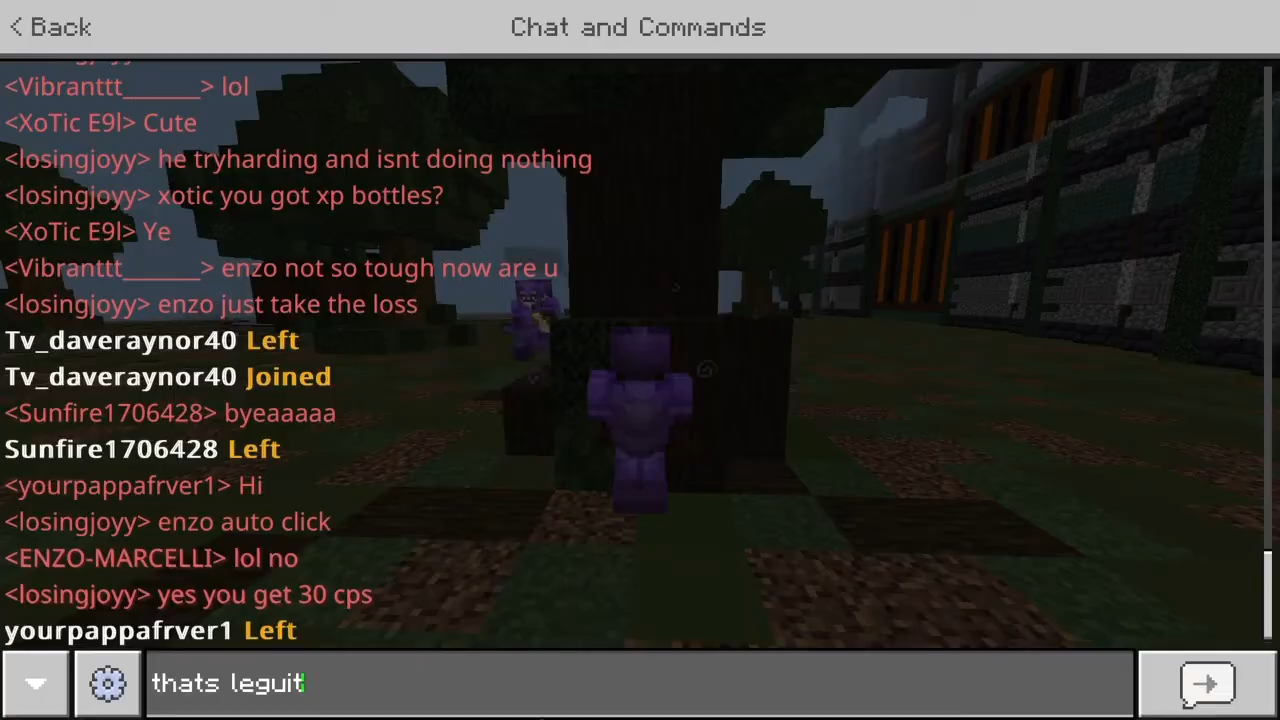 Back
Chat and Commands
<Vibranttt_______> lol
<XoTic E9l> Cute
<losingjoyy> he tryharding and isnt doing nothing
<losingjoyy> xotic you got xp bottles?
<XoTic E9l> Ye
<Vibranttt_______> enzo not so tough now are u
<losingjoyy> enzo just take the loss
Tv_daveraynor40 Left
Tv_daveraynor40 Joined
<Sunfire1706428> byeaaaaa
Sunfire1706428 Left
<yourpappafrver1> Hi
<losingjoyy> enzo auto click
<ENZO-MARCELLI> lol no
<losingjoyy> yes you get 30 cps
yourpappafrver1 Left
thats leguit